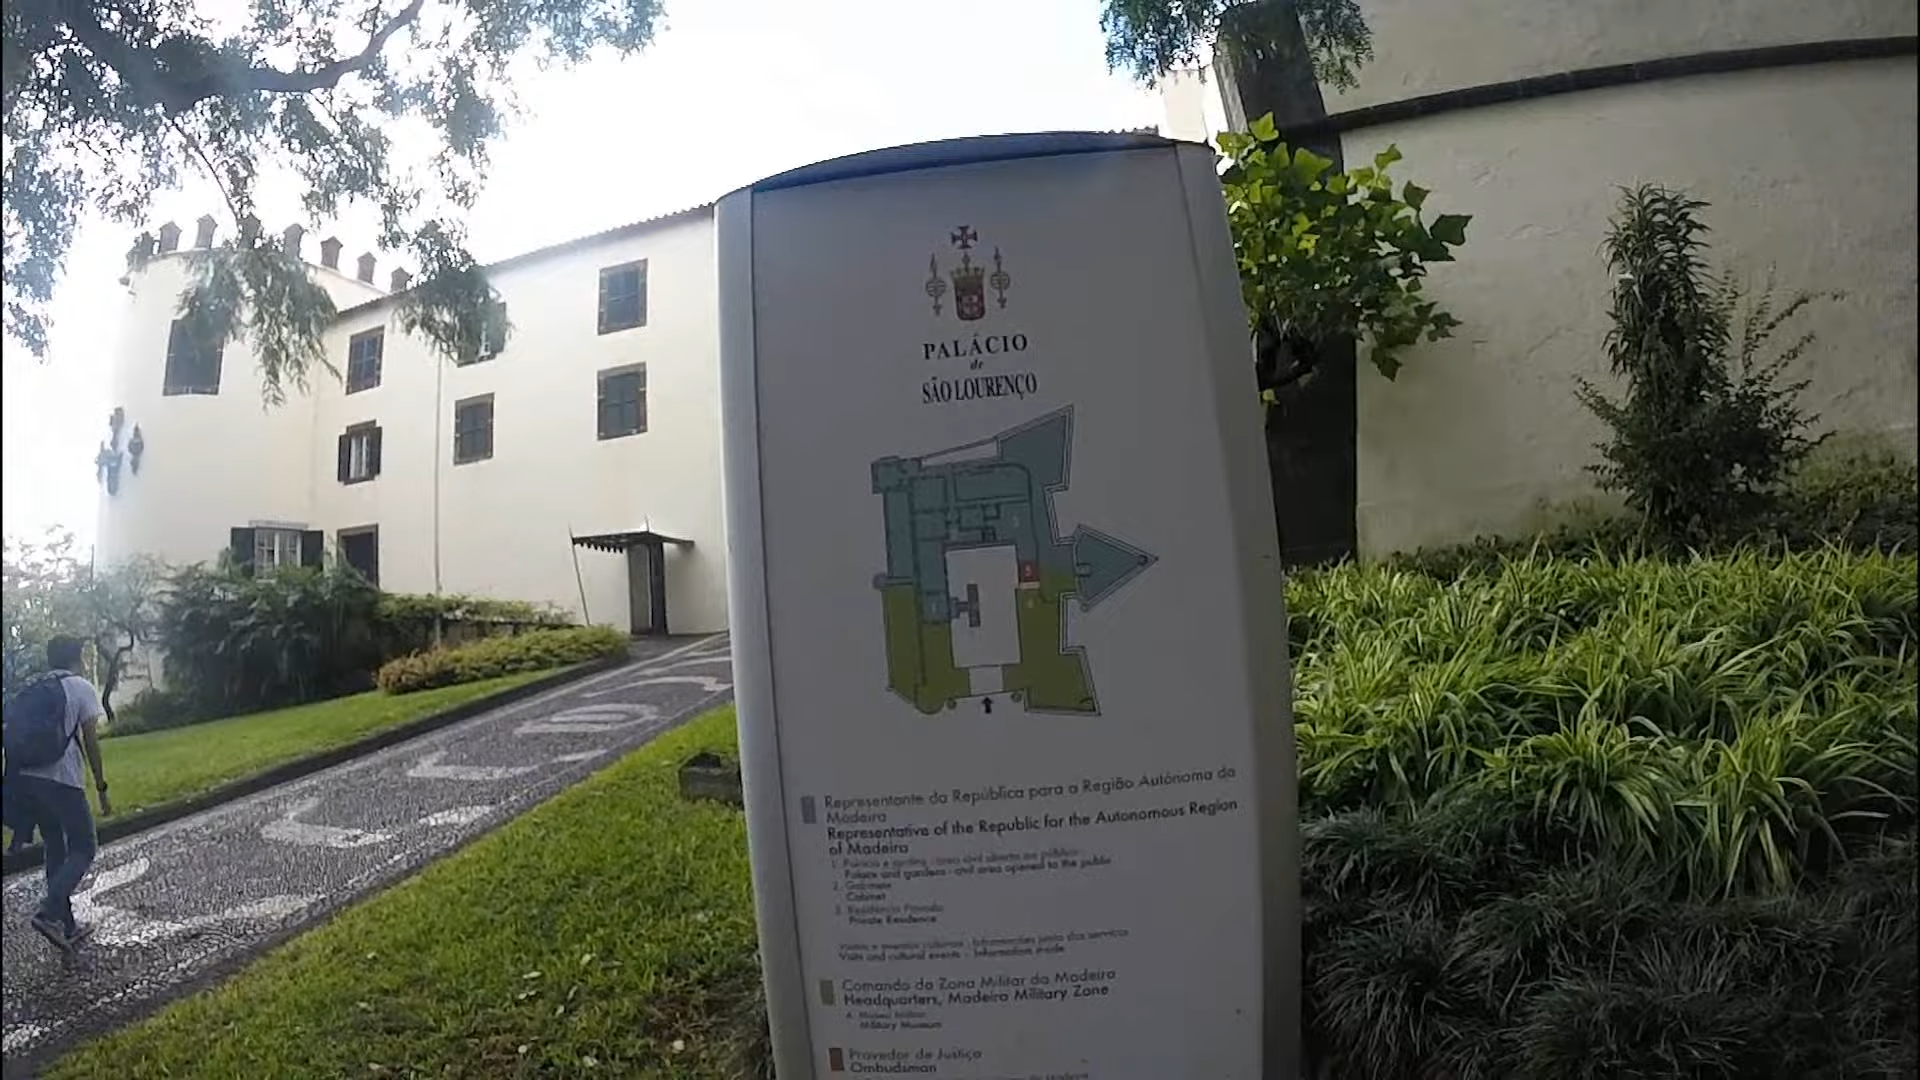 PALÁCIO
de
SÃO LOURENÇO
Representante da República para a Região Autónoma da
Madeira
Representative of the Republic for the Autonomous Region
of Madeira
1. Palácio e jardins - área civil aberta ao público
Palace and gardens - civil area opened to the public
2. Gabinete
Cabinet
3. Residência Privada
Private Residence
Visitas e eventos culturais - Informações junto dos serviços
Visits and cultural events - Information inside
Comando da Zona Militar da Madeira
Headquarters, Madeira Military Zone
4. Museu Militar
Military Museum
Provedor de Justiça
Ombudsman